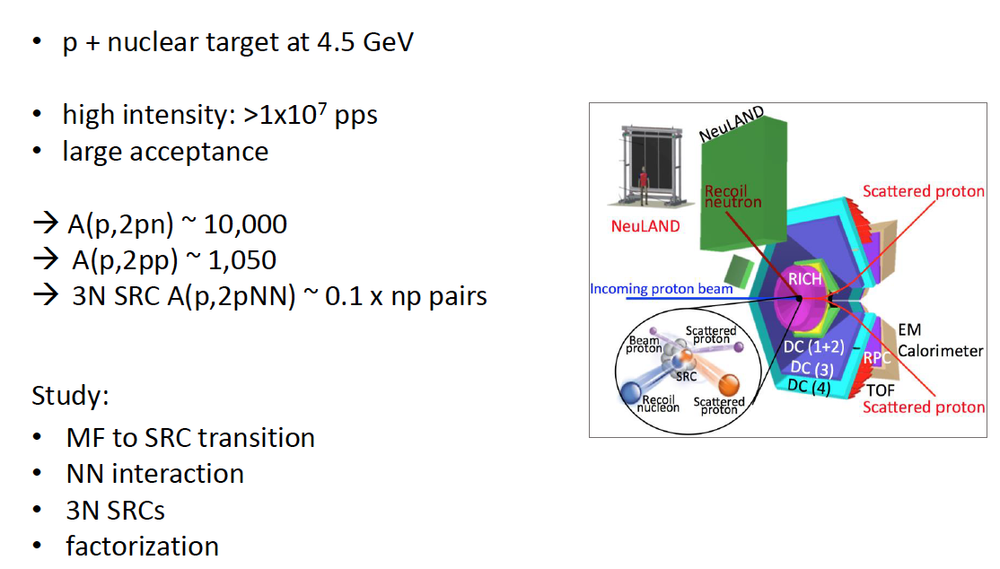 • p + nuclear target at 4.5 GeV
• high intensity: >1x10⁷ pps
• large acceptance
→ A(p,2pn) ~ 10,000
→ A(p,2pp) ~ 1,050
→ 3N SRC A(p,2pNN) ~ 0.1 x np pairs
Study:
• MF to SRC transition
• NN interaction
• 3N SRCs
• factorization
NeuLAND
NeuLAND
Recoil
neutron
Scattered proton
RICH
Incoming proton beam
Beam
proton
Scattered
proton
SRC
Recoil
nucleon
Scattered
proton
DC (1+2)
DC (3)
DC (4)
RPC
EM
Calorimeter
TOF
Scattered proton